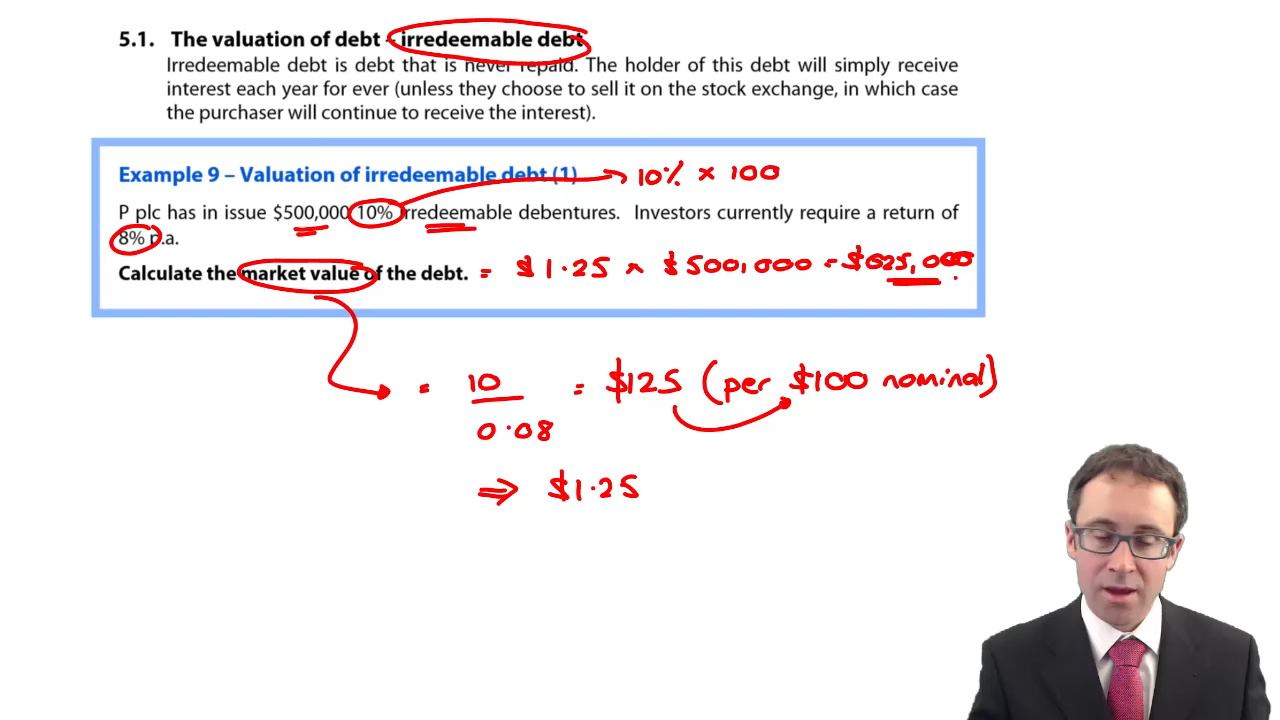 5.1. The valuation of debt – irredeemable debt
Irredeemable debt is debt that is never repaid. The holder of this debt will simply receive
interest each year for ever (unless they choose to sell it on the stock exchange, in which case
the purchaser will continue to receive the interest).
Example 9 – Valuation of irredeemable debt (1) 10% × 100
P plc has in issue $500,000 10% irredeemable debentures. Investors currently require a return of
8% p.a.
Calculate the market value of the debt. = $1.25 × $500,000 = $625,000
= 10 / 0.08 = $125 (per $100 nominal)
⇒ $1.25